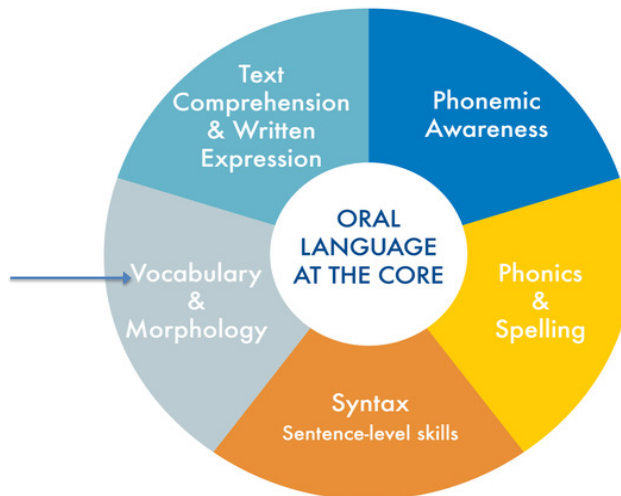 Text
Comprehension
& Written
Expression
Phonemic
Awareness
ORAL
LANGUAGE
AT THE CORE
Vocabulary
&
Morphology
Phonics
&
Spelling
Syntax
Sentence-level skills